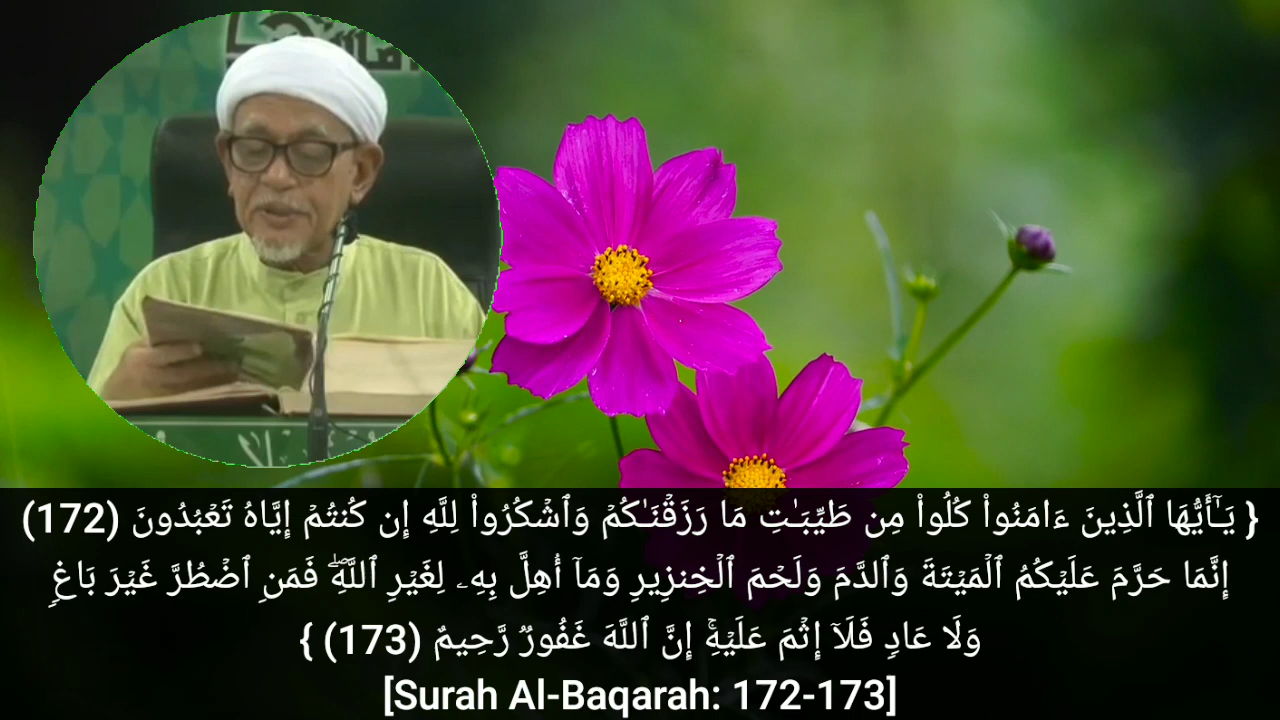 { يَـٰٓأَيُّهَا ٱلَّذِينَ ءَامَنُوا۟ كُلُوا۟ مِن طَيِّبَـٰتِ مَا رَزَقْنَـٰكُمْ وَٱشْكُرُوا۟ لِلَّهِ إِن كُنتُمْ إِيَّاهُ تَعْبُدُونَ (172)
إِنَّمَا حَرَّمَ عَلَيْكُمُ ٱلْمَيْتَةَ وَٱلدَّمَ وَلَحْمَ ٱلْخِنزِيرِ وَمَآ أُهِلَّ بِهِۦ لِغَيْرِ ٱللَّهِۖ فَمَنِ ٱضْطُرَّ غَيْرَ بَاغٍۢ
وَلَا عَادٍۢ فَلَآ إِثْمَ عَلَيْهِۚ إِنَّ ٱللَّهَ غَفُورٌۭ رَّحِيمٌ (173) }
[Surah Al-Baqarah: 172-173]